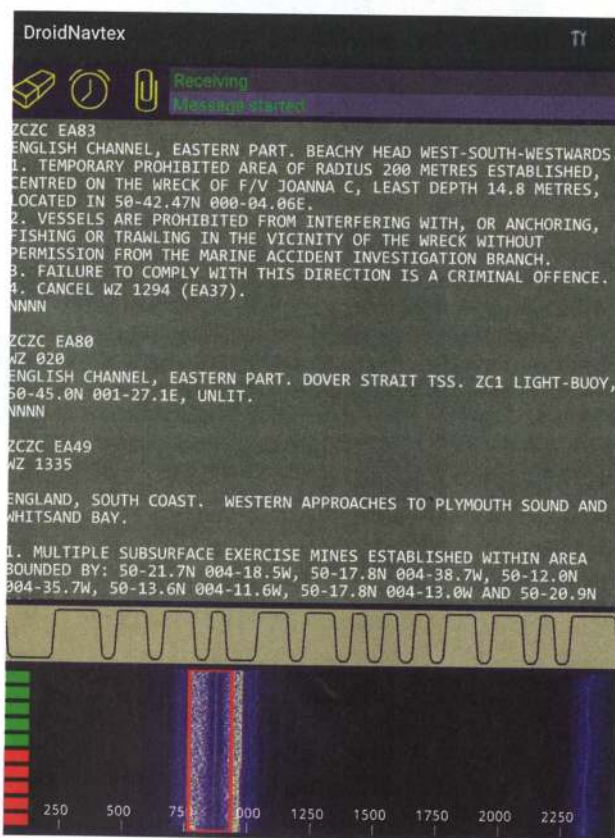 DroidNavtex
Receiving
Message started
ZCZC EA83
ENGLISH CHANNEL, EASTERN PART. BEACHY HEAD WEST-SOUTH-WESTWARDS
1. TEMPORARY PROHIBITED AREA OF RADIUS 200 METRES ESTABLISHED,
CENTRED ON THE WRECK OF F/V JOANNA C, LEAST DEPTH 14.8 METRES,
LOCATED IN 50-42.47N 000-04.06E.
2. VESSELS ARE PROHIBITED FROM INTERFERING WITH, OR ANCHORING,
FISHING OR TRAWLING IN THE VICINITY OF THE WRECK WITHOUT
PERMISSION FROM THE MARINE ACCIDENT INVESTIGATION BRANCH.
3. FAILURE TO COMPLY WITH THIS DIRECTION IS A CRIMINAL OFFENCE.
4. CANCEL WZ 1294 (EA37).
NNNN
ZCZC EA80
WZ 020
ENGLISH CHANNEL, EASTERN PART. DOVER STRAIT TSS. ZC1 LIGHT-BUOY,
50-45.0N 001-27.1E, UNLIT.
NNNN
ZCZC EA49
WZ 1335
ENGLAND, SOUTH COAST. WESTERN APPROACHES TO PLYMOUTH SOUND AND
WHITSAND BAY.
1. MULTIPLE SUBSURFACE EXERCISE MINES ESTABLISHED WITHIN AREA
BOUNDED BY: 50-21.7N 004-18.5W, 50-17.8N 004-38.7W, 50-12.0N
004-35.7W, 50-13.6N 004-11.6W, 50-17.8N 004-13.0W AND 50-20.9N
250 500 750 1000 1250 1500 1750 2000 2250